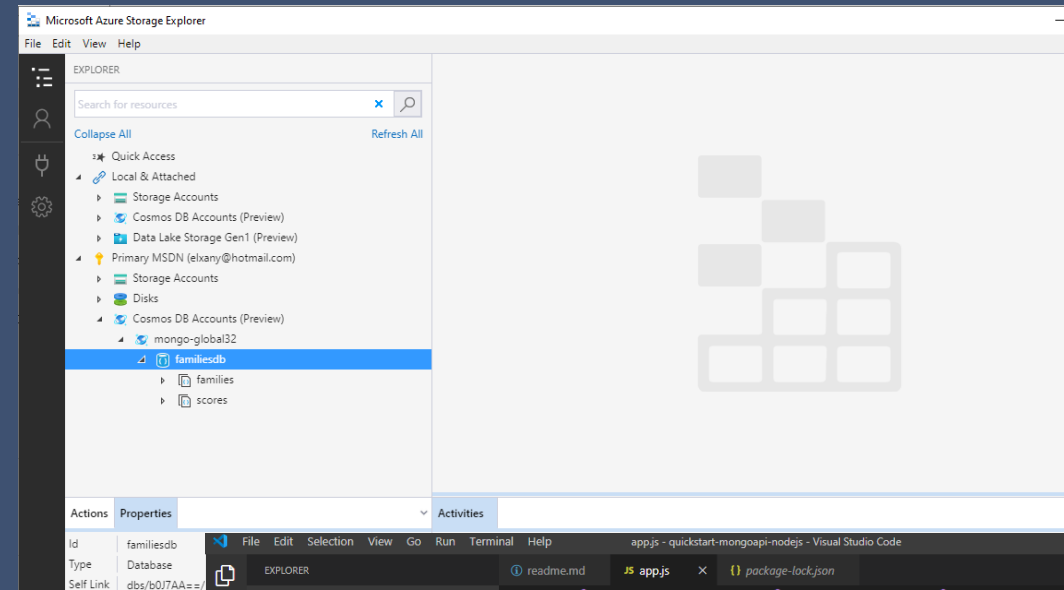 Microsoft Azure Storage Explorer
File Edit View Help
EXPLORER
Search for resources
Collapse All Refresh All
Quick Access
Local & Attached
Storage Accounts
Cosmos DB Accounts (Preview)
Data Lake Storage Gen1 (Preview)
Primary MSDN (elxany@hotmail.com)
Storage Accounts
Disks
Cosmos DB Accounts (Preview)
mongo-global32
familiesdb
families
scores
Actions Properties Activities
Id familiesdb
Type Database
Self Link dbs/b0J7AA==/
File Edit Selection View Go Run Terminal Help app.js - quickstart-mongoapi-nodejs - Visual Studio Code
EXPLORER readme.md JS app.js {} package-lock.json